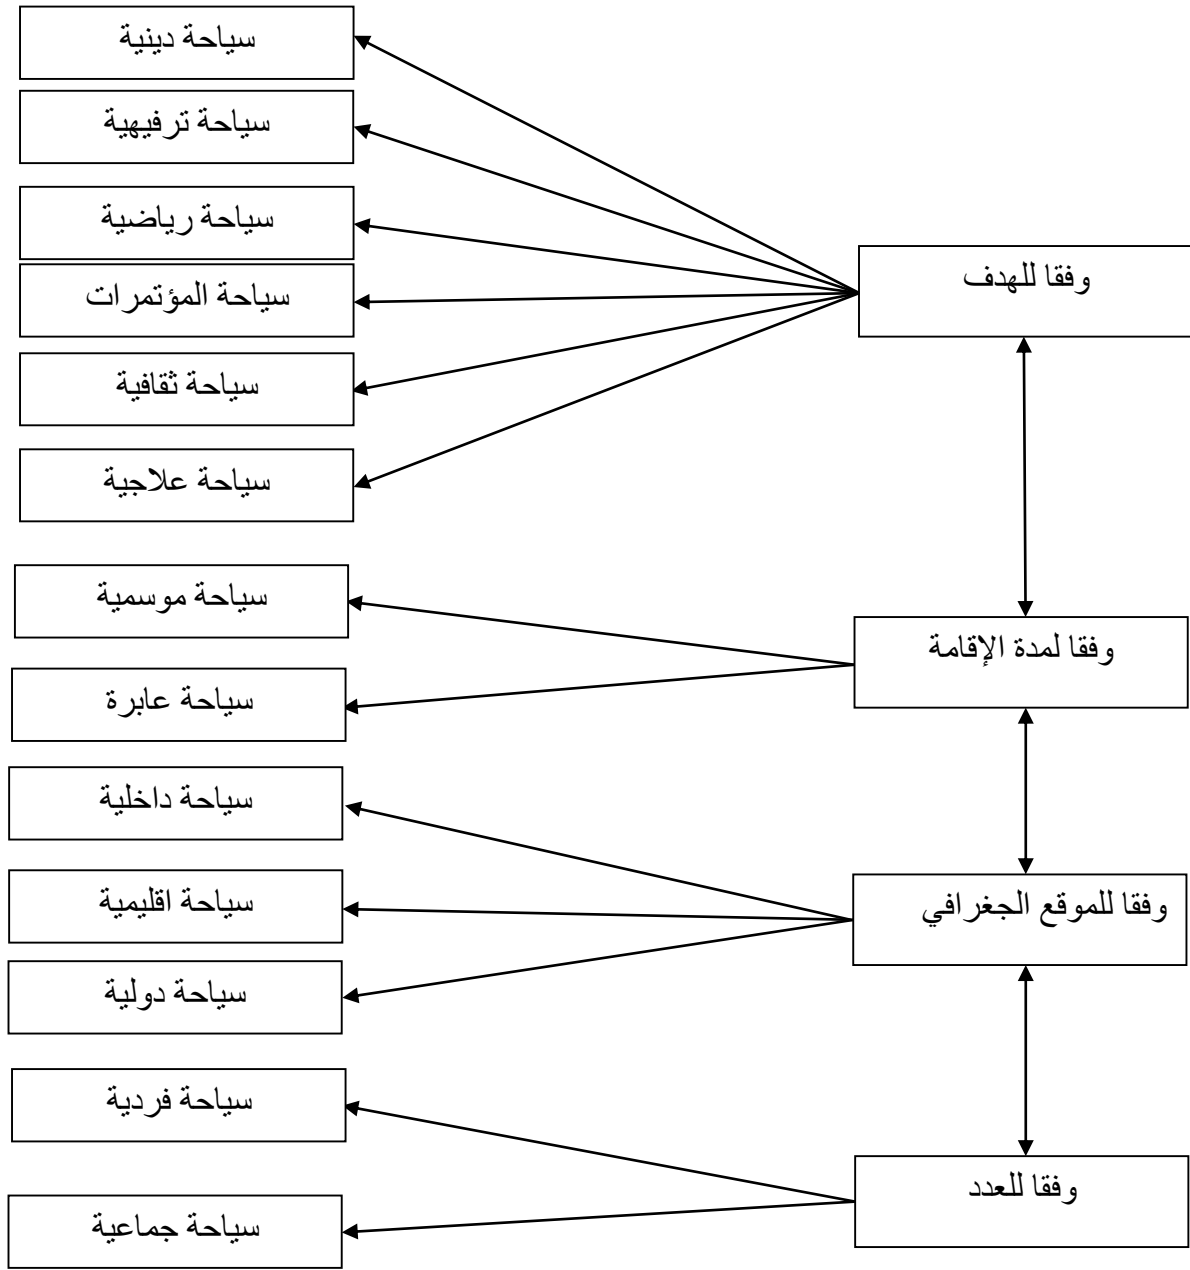 وفقا للهدف
سياحة دينية
سياحة ترفيهية
سياحة رياضية
سياحة المؤتمرات
سياحة ثقافية
سياحة علاجية
وفقا لمدة الإقامة
سياحة موسمية
سياحة عابرة
وفقا للموقع الجغرافي
سياحة داخلية
سياحة اقليمية
سياحة دولية
وفقا للعدد
سياحة فردية
سياحة جماعية